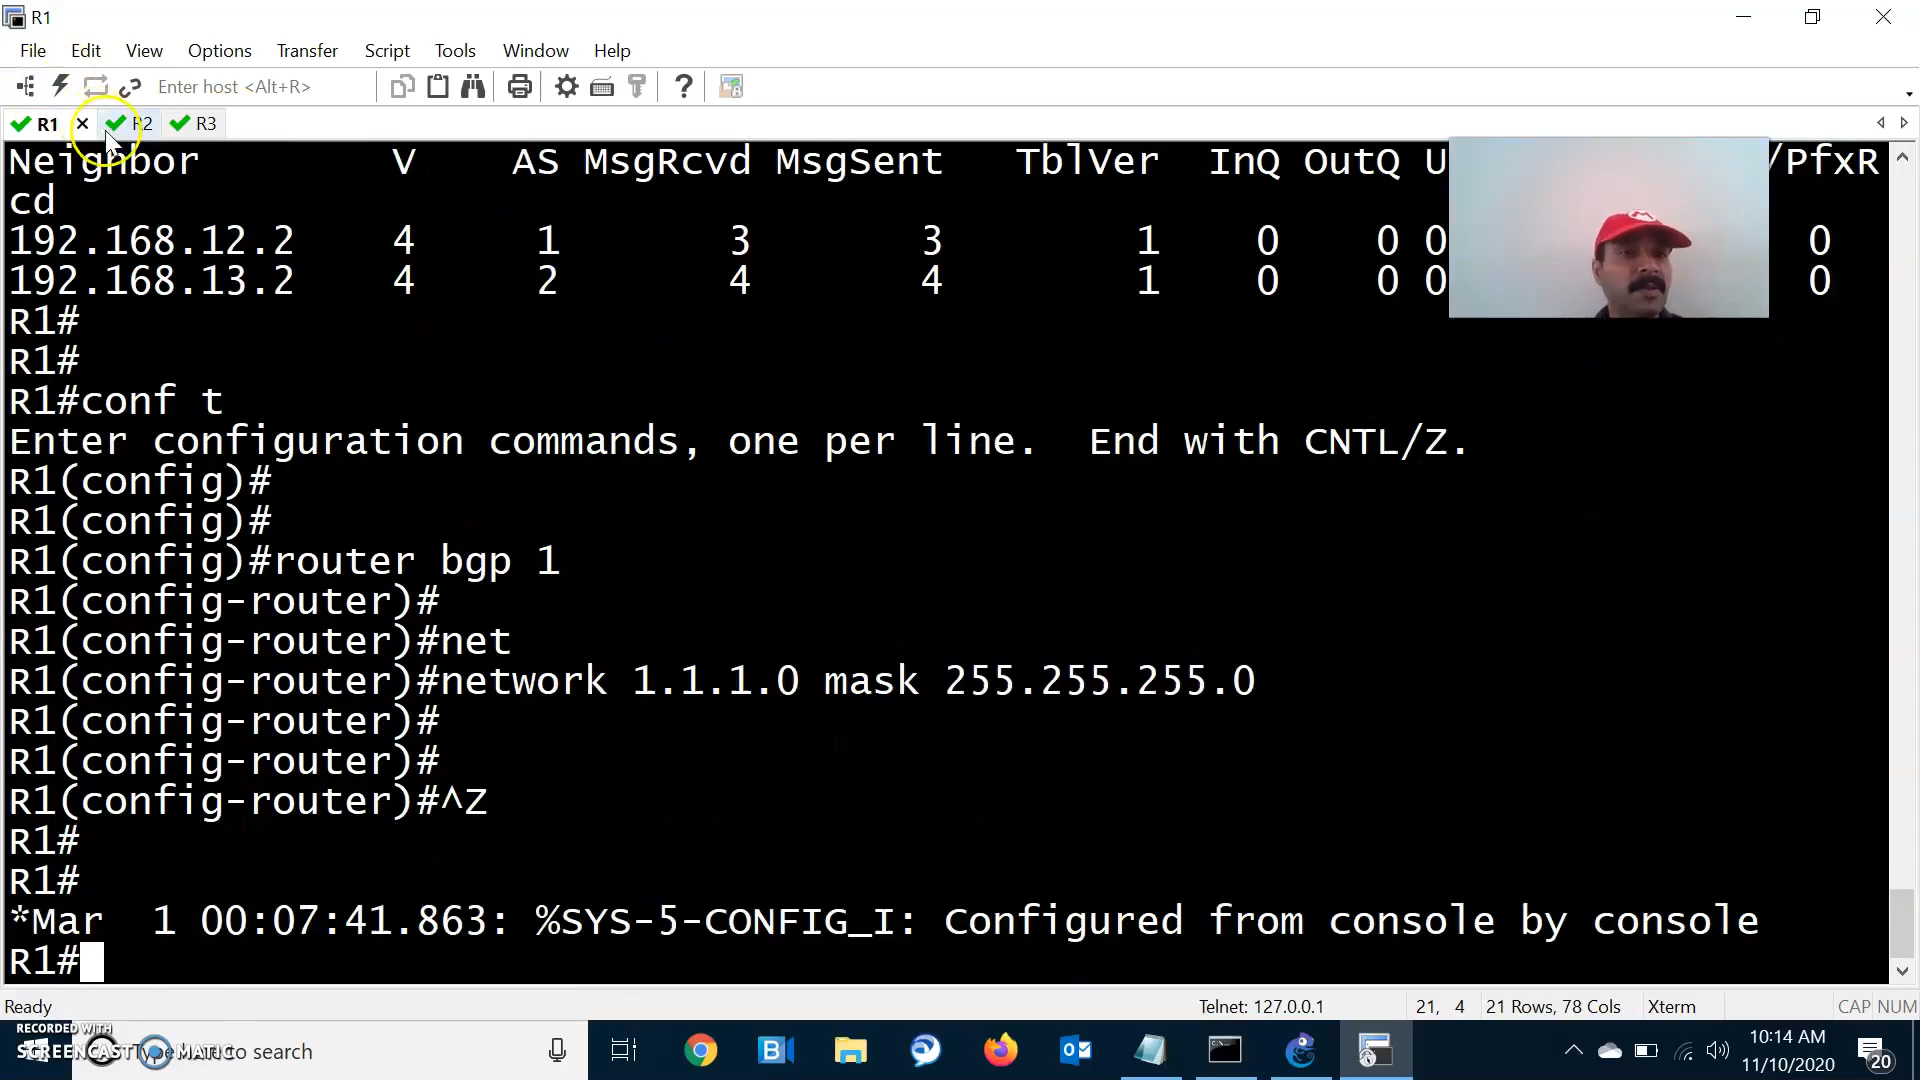 R1
File Edit View Options Transfer Script Tools Window Help
Enter host <Alt+R>
R1 R2 R3
Neighbor V AS MsgRcvd MsgSent TblVer InQ OutQ U /PfxR
cd
192.168.12.2 4 1 3 3 1 0 0 0 0
192.168.13.2 4 2 4 4 1 0 0 0 0
R1#
R1#
R1#conf t
Enter configuration commands, one per line. End with CNTL/Z.
R1(config)#
R1(config)#
R1(config)#router bgp 1
R1(config-router)#
R1(config-router)#net
R1(config-router)#network 1.1.1.0 mask 255.255.255.0
R1(config-router)#
R1(config-router)#
R1(config-router)#^Z
R1#
R1#
*Mar 1 00:07:41.863: %SYS-5-CONFIG_I: Configured from console by console
R1#
Ready Telnet: 127.0.0.1 21, 4 21 Rows, 78 Cols Xterm CAP NUM
RECORDED WITH
SCREENCAST MATIC
Type here to search
10:14 AM
11/10/2020
20